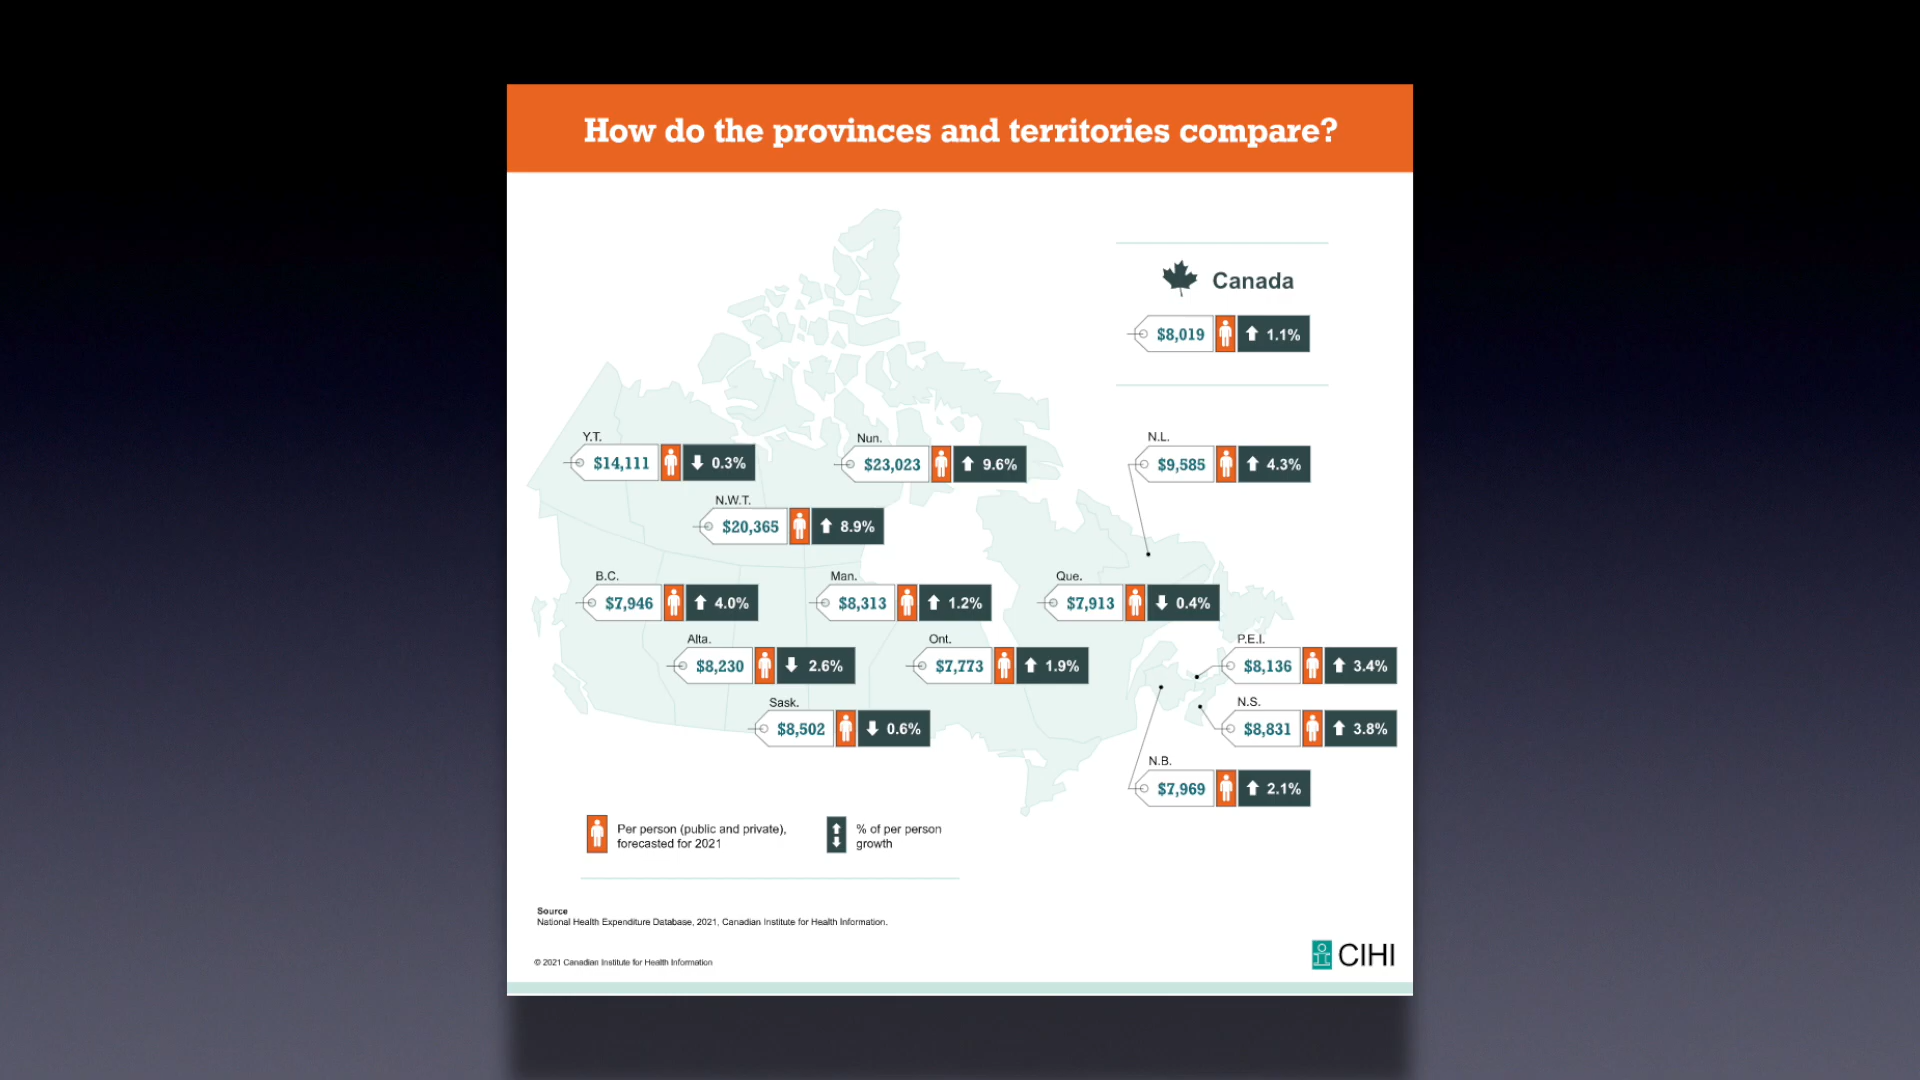 How do the provinces and territories compare?
Canada
$8,019 1.1%
Y.T.
$14,111 0.3%
Nun.
$23,023 9.6%
N.L.
$9,585 4.3%
N.W.T.
$20,365 8.9%
B.C.
$7,946 4.0%
Man.
$8,313 1.2%
Que.
$7,913 0.4%
Alta.
$8,230 2.6%
Ont.
$7,773 1.9%
P.E.I.
$8,136 3.4%
Sask.
$8,502 0.6%
N.S.
$8,831 3.8%
N.B.
$7,969 2.1%
Per person (public and private),
forecasted for 2021
% of per person
growth
Source
National Health Expenditure Database, 2021, Canadian Institute for Health Information.
© 2021 Canadian Institute for Health Information
CIHI